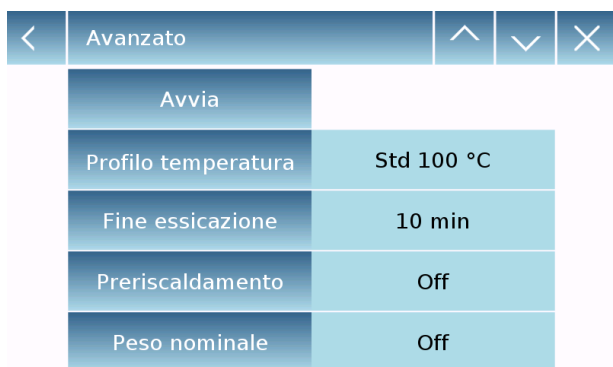 Avanzato
Avvia
Profilo temperatura Std 100 °C
Fine essicazione 10 min
Preriscaldamento Off
Peso nominale Off